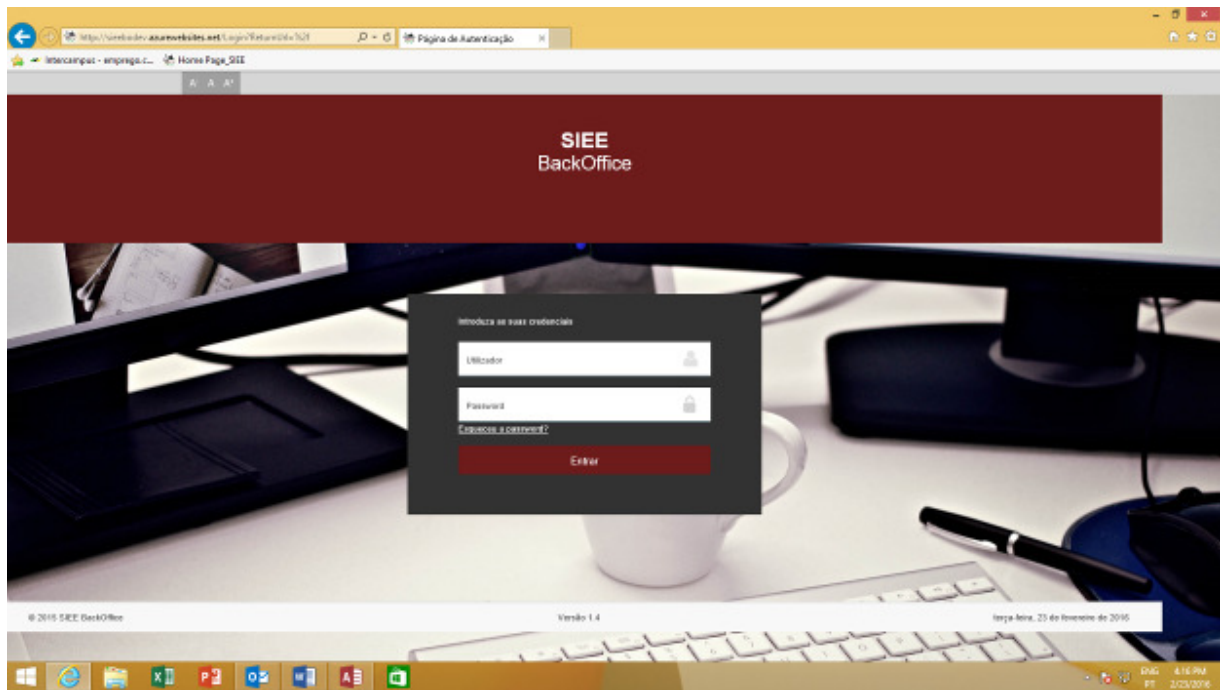 azurewebsites.net
Página de Autenticação
Intercampus - emprego.c...
Home Page_SIEE
A A A
SIEE
BackOffice
Introduza as suas credenciais
Utilizador
Password
Esqueceu a password?
Entrar
© 2015 SIEE BackOffice
Versão 1.4
terça-feira, 23 de fevereiro de 2016
ENG
4:16 PM
PT
2/23/2016